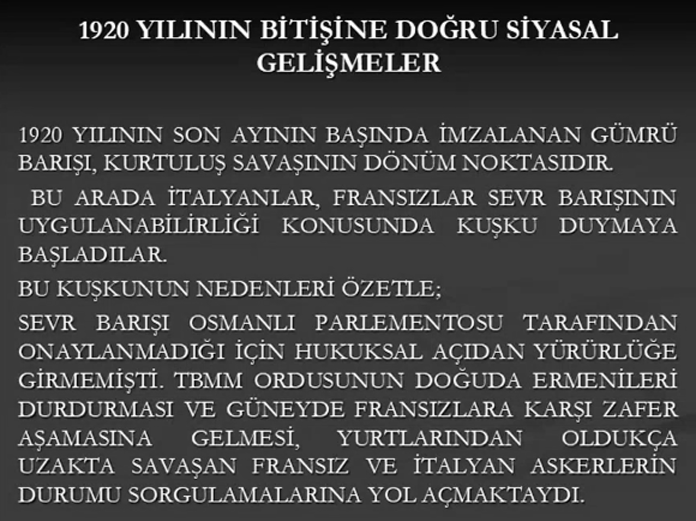 1920 YILININ BİTİŞİNE DOĞRU SİYASAL
GELİŞMELER
1920 YILININ SON AYININ BAŞINDA İMZALANAN GÜMRÜ
BARIŞI, KURTULUŞ SAVAŞININ DÖNÜM NOKTASIDIR.
BU ARADA İTALYANLAR, FRANSIZLAR SEVR BARIŞININ
UYGULANABİLİRLİĞİ KONUSUNDA KUŞKU DUYMAYA
BAŞLADILAR.
BU KUŞKUNUN NEDENLERİ ÖZETLE;
SEVR BARIŞI OSMANLI PARLEMENTOSU TARAFINDAN
ONAYLANMADIĞI İÇİN HUKUKSAL AÇIDAN YÜRÜRLÜĞE
GİRMEMİŞTİ. TBMM ORDUSUNUN DOĞUDA ERMENİLERİ
DURDURMASI VE GÜNEYDE FRANSIZLARA KARŞI ZAFER
AŞAMASINA GELMESİ, YURTLARINDAN OLDUKÇA
UZAKTA SAVAŞAN FRANSIZ VE İTALYAN ASKERLERİN
DURUMU SORGULAMALARINA YOL AÇMAKTAYDI.